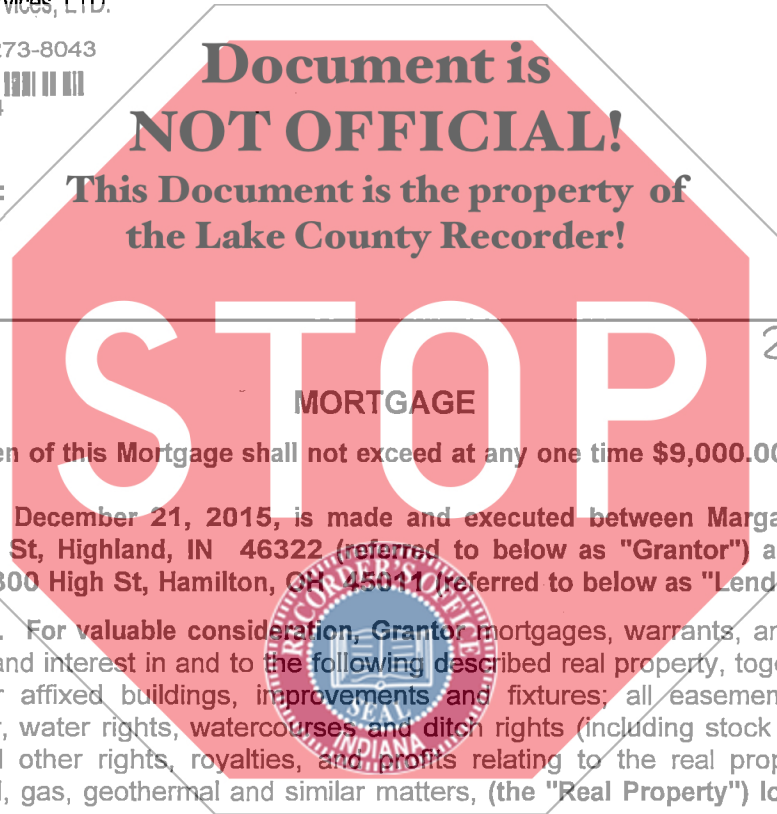 vices, LTD.
273-8043
4
Document is
NOT OFFICIAL!
This Document is the property of
the Lake County Recorder!
STOP
2
MORTGAGE
en of this Mortgage shall not exceed at any one time $9,000.00
December 21, 2015, is made and executed between Marga
St, Highland, IN 46322 (referred to below as "Grantor") a
300 High St, Hamilton, OH 45011 (referred to below as "Lend
. For valuable consideration, Grantor mortgages, warrants, an
and interest in and to the following described real property, toge
r affixed buildings, improvements and fixtures; all easemen
, water rights, watercourses and ditch rights (including stock
d other rights, royalties, and profits relating to the real prop
l, gas, geothermal and similar matters, (the "Real Property") lo
RECORDER'S OFFICE
SEAL
INDIANA